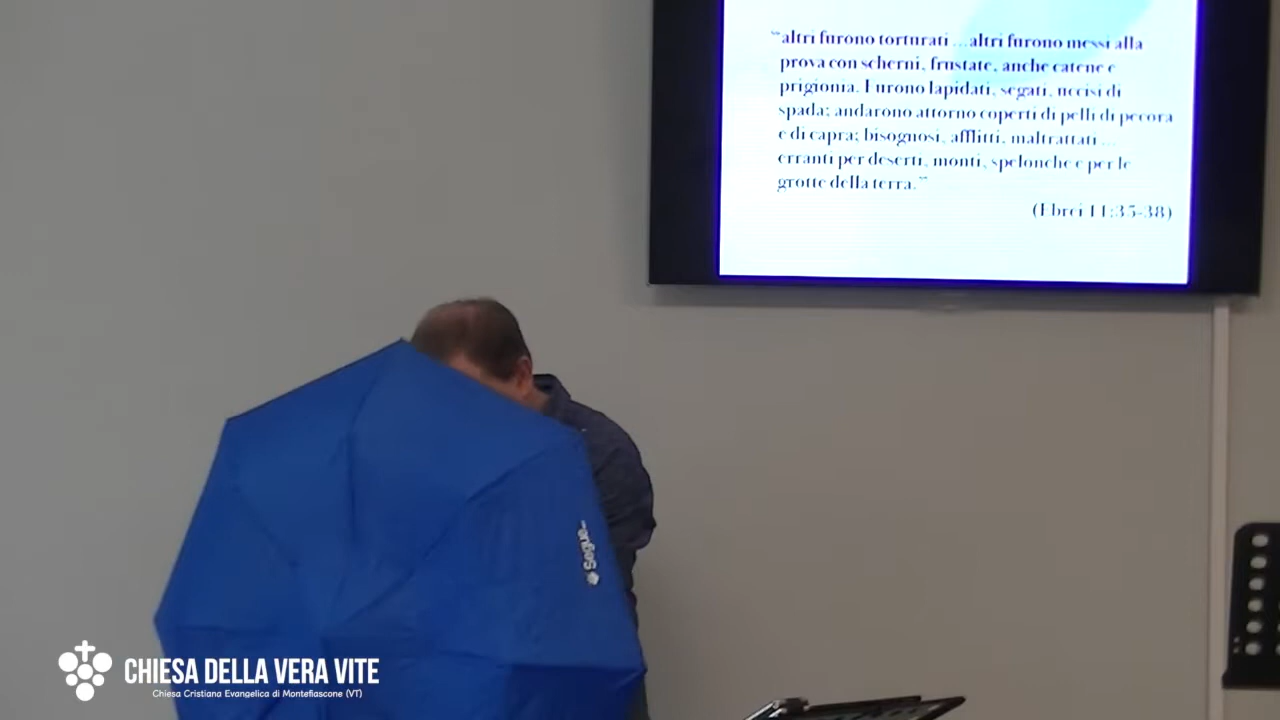 “altri furono torturati ...altri furono messi alla
prova con scherni, frustate, anche catene e
prigionia. Furono lapidati, segati, uccisi di
spada; andarono attorno coperti di pelli di pecora
e di capra; bisognosi, afflitti, maltrattati ...
erranti per deserti, monti, spelonche e per le
grotte della terra.”
(Ebrei 11:35-38)
Segue
CHIESA DELLA VERA VITE
Chiesa Cristiana Evangelica di Montefiascone (VT)